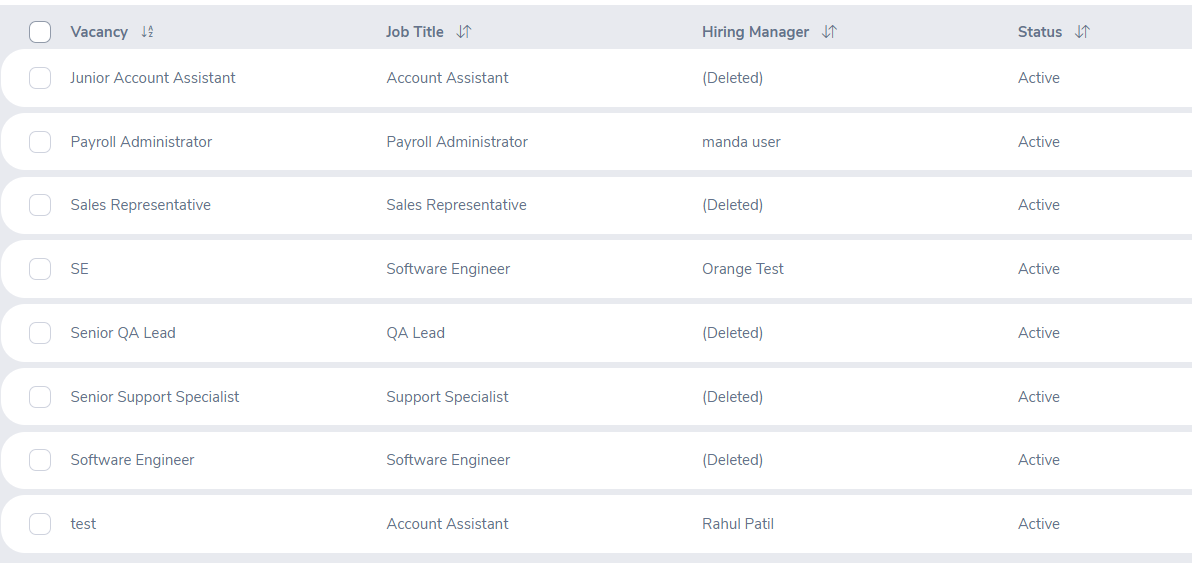 Vacancy Job Title Hiring Manager Status
Junior Account Assistant Account Assistant (Deleted) Active
Payroll Administrator Payroll Administrator manda user Active
Sales Representative Sales Representative (Deleted) Active
SE Software Engineer Orange Test Active
Senior QA Lead QA Lead (Deleted) Active
Senior Support Specialist Support Specialist (Deleted) Active
Software Engineer Software Engineer (Deleted) Active
test Account Assistant Rahul Patil Active